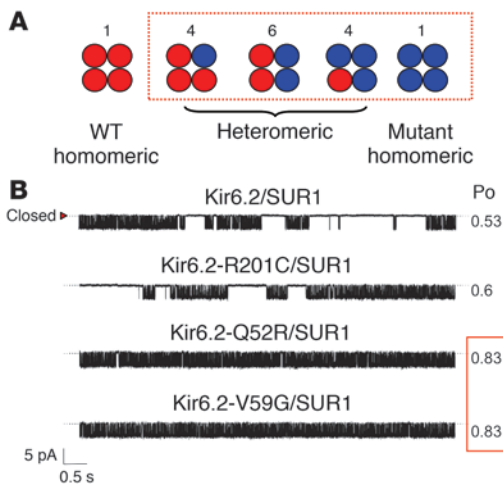 A
1 4 6 4 1
WT
homomeric
Heteromeric
Mutant
homomeric
B
Po
Kir6.2/SUR1
Closed
0.53
Kir6.2-R201C/SUR1
0.6
Kir6.2-Q52R/SUR1
0.83
Kir6.2-V59G/SUR1
0.83
5 pA
0.5 s